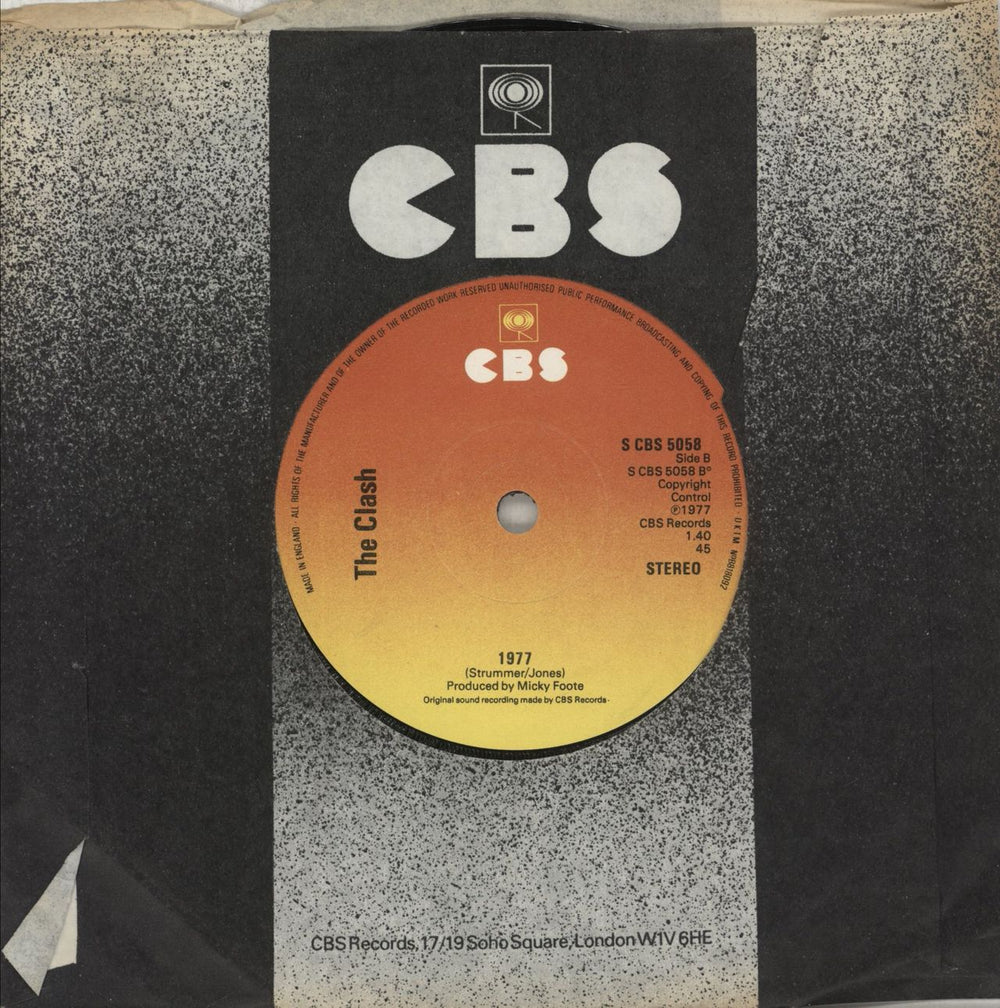 CBS
MADE IN ENGLAND · ALL RIGHTS OF THE MANUFACTURER AND OF THE OWNER OF THE RECORDED WORK RESERVED UNAUTHORISED PUBLIC PERFORMANCE BROADCASTING AND COPYING OF THIS RECORD PROHIBITED
CBS
The Clash
S CBS 5058
Side B
S CBS 5058 B°
Copyright
Control
℗1977
CBS Records
1.40
45
STEREO
1977
(Strummer/Jones)
Produced by Micky Foote
Original sound recording made by CBS Records·
CBS Records, 17/19 Soho Square, London W1V 6HE